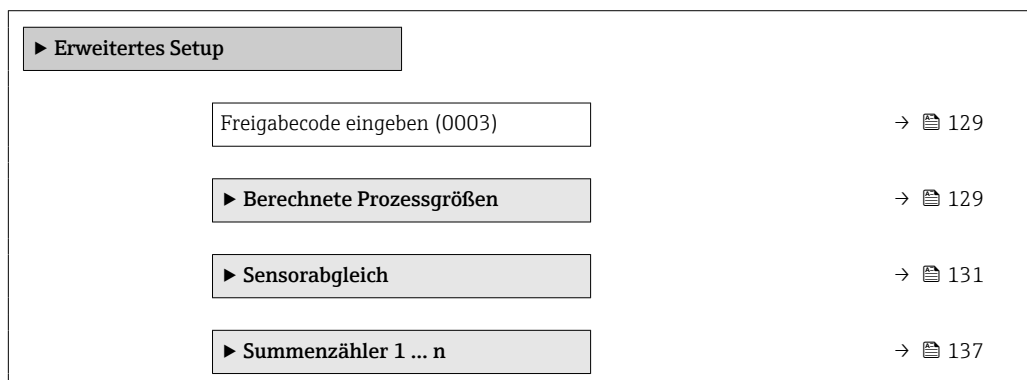 ▶ Erweitertes Setup
Freigabecode eingeben (0003) → 129
▶ Berechnete Prozessgrößen → 129
▶ Sensorabgleich → 131
▶ Summenzähler 1 … n → 137